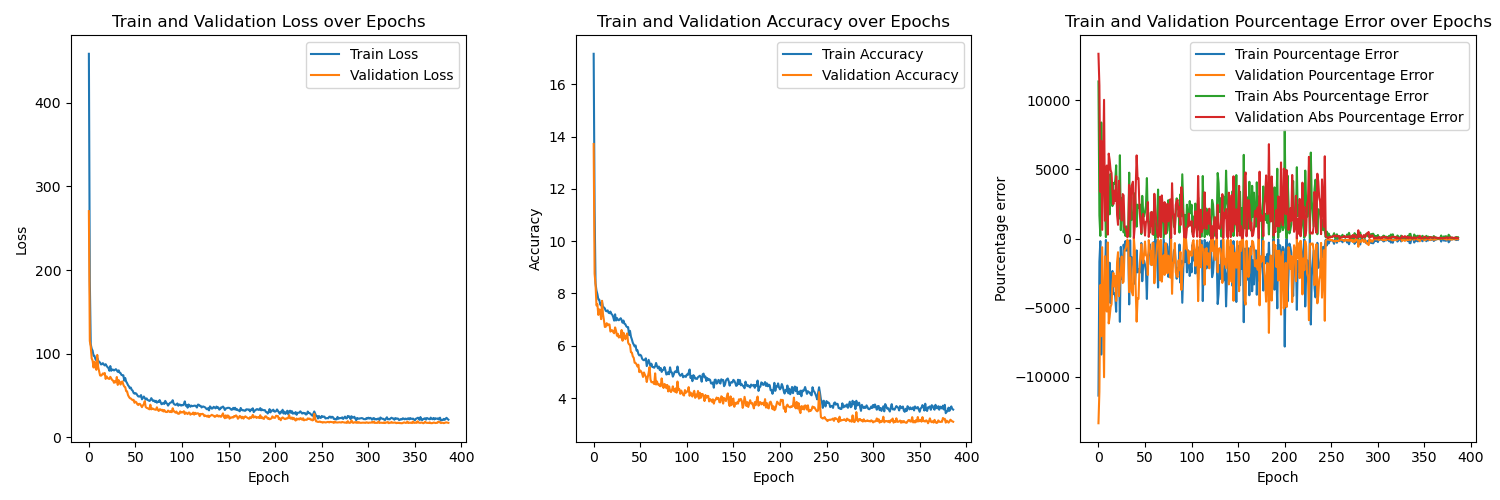 Train and Validation Loss over Epochs
Train Loss
Validation Loss
Loss
400
300
200
100
0
0 50 100 150 200 250 300 350 400
Epoch
Train and Validation Accuracy over Epochs
Train Accuracy
Validation Accuracy
Accuracy
16
14
12
10
8
6
4
0 50 100 150 200 250 300 350 400
Epoch
Train and Validation Pourcentage Error over Epochs
Train Pourcentage Error
Validation Pourcentage Error
Train Abs Pourcentage Error
Validation Abs Pourcentage Error
Pourcentage error
10000
5000
0
−5000
−10000
0 50 100 150 200 250 300 350 400
Epoch